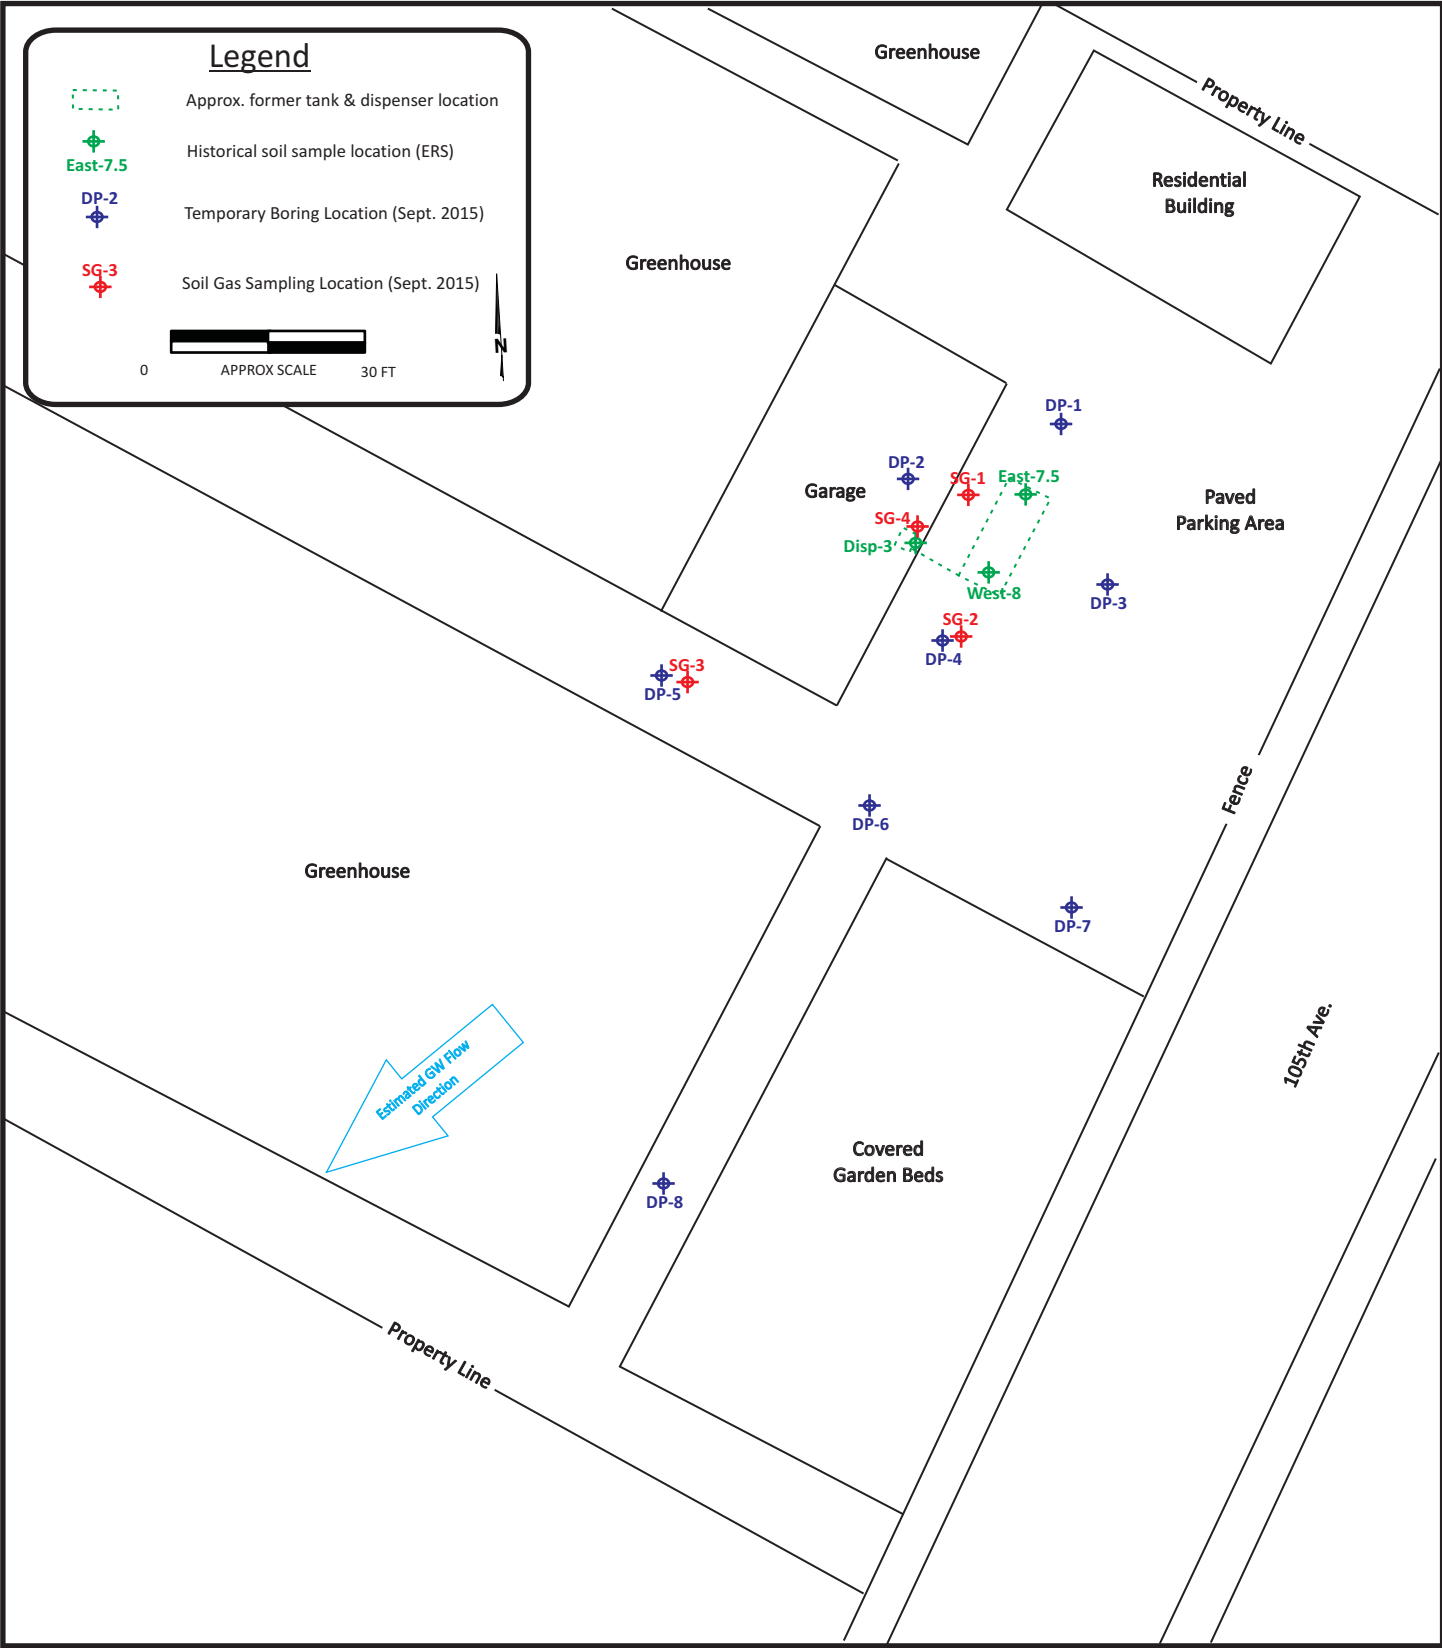 Legend
Approx. former tank & dispenser location
East-7.5
Historical soil sample location (ERS)
DP-2
Temporary Boring Location (Sept. 2015)
SG-3
Soil Gas Sampling Location (Sept. 2015)
N
0
APPROX SCALE
30 FT
Greenhouse
Property Line
Residential
Building
Greenhouse
DP-1
DP-2
SG-1
East-7.5
Garage
Paved
Parking Area
SG-4
Disp-3
West-8
DP-3
SG-2
DP-4
SG-3
DP-5
Fence
DP-6
Greenhouse
DP-7
105th Ave.
Estimated GW Flow
Direction
Covered
Garden Beds
DP-8
Property Line